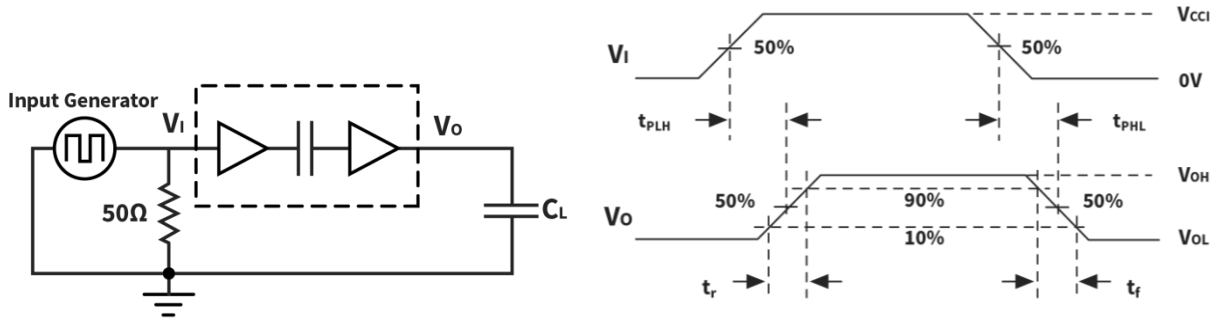 Input Generator
VI
VO
50Ω
CL
VCCI
VI
50%
50%
0V
tPLH
tPHL
VOH
50%
90%
50%
VO
10%
VOL
tr
tf